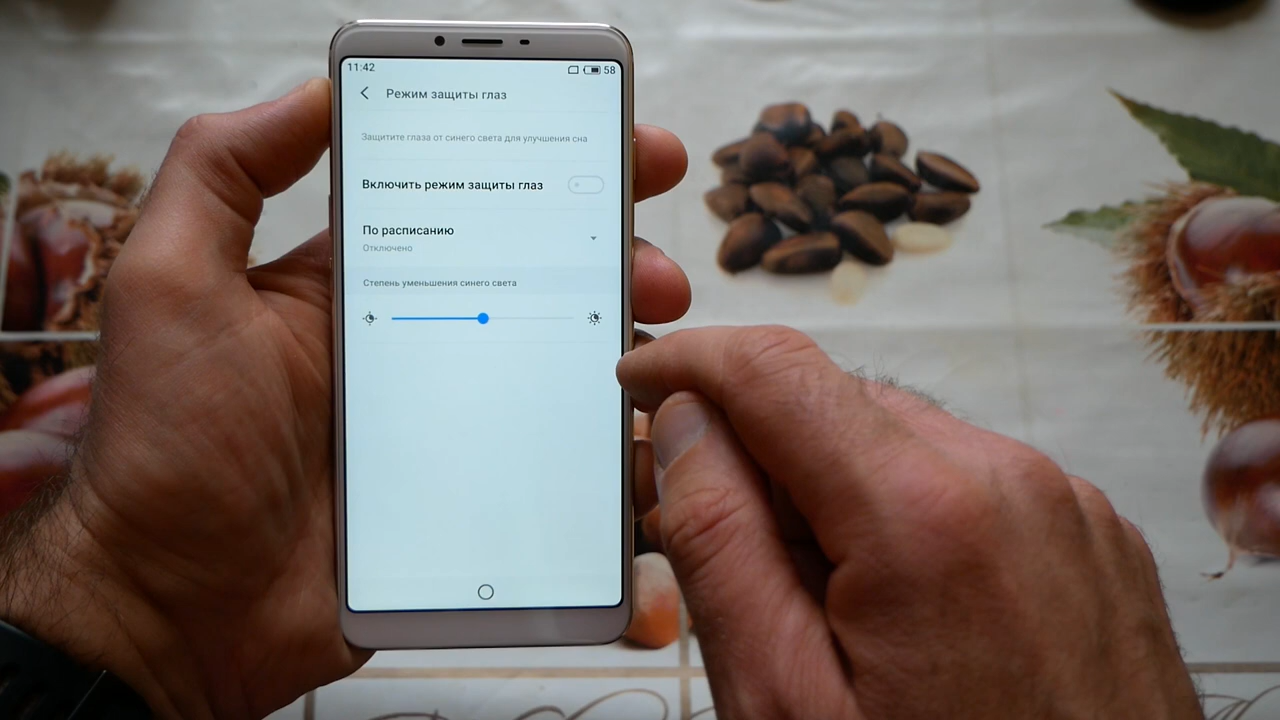 11:42 58
Режим защиты глаз
Защитите глаза от синего света для улучшения сна
Включить режим защиты глаз
По расписанию
Отключено
Степень уменьшения синего света